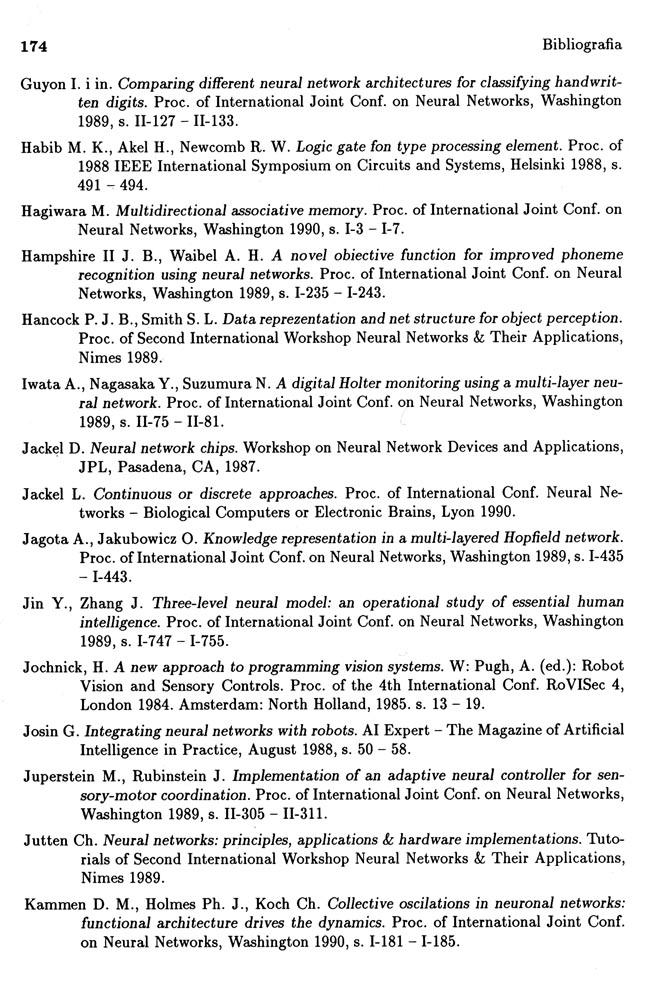 174 Bibliografia
Guyon I. i in. Comparing different neural network architectures for classifying handwrit-
ten digits. Proc. of International Joint Conf. on Neural Networks, Washington
1989, s. II-127 – II-133.
Habib M. K., Akel H., Newcomb R. W. Logic gate fon type processing element. Proc. of
1988 IEEE International Symposium on Circuits and Systems, Helsinki 1988, s.
491 – 494.
Hagiwara M. Multidirectional associative memory. Proc. of International Joint Conf. on
Neural Networks, Washington 1990, s. I-3 – I-7.
Hampshire II J. B., Waibel A. H. A novel obiective function for improved phoneme
recognition using neural networks. Proc. of International Joint Conf. on Neural
Networks, Washington 1989, s. I-235 – I-243.
Hancock P. J. B., Smith S. L. Data reprezentation and net structure for object perception.
Proc. of Second International Workshop Neural Networks & Their Applications,
Nimes 1989.
Iwata A., Nagasaka Y., Suzumura N. A digital Holter monitoring using a multi-layer neu-
ral network. Proc. of International Joint Conf. on Neural Networks, Washington
1989, s. II-75 – II-81.
Jackel D. Neural network chips. Workshop on Neural Network Devices and Applications,
JPL, Pasadena, CA, 1987.
Jackel L. Continuous or discrete approaches. Proc. of International Conf. Neural Ne-
tworks – Biological Computers or Electronic Brains, Lyon 1990.
Jagota A., Jakubowicz O. Knowledge representation in a multi-layered Hopfield network.
Proc. of International Joint Conf. on Neural Networks, Washington 1989, s. I-435
– I-443.
Jin Y., Zhang J. Three-level neural model: an operational study of essential human
intelligence. Proc. of International Joint Conf. on Neural Networks, Washington
1989, s. I-747 – I-755.
Jochnick, H. A new approach to programming vision systems. W: Pugh, A. (ed.): Robot
Vision and Sensory Controls. Proc. of the 4th International Conf. RoVISec 4,
London 1984. Amsterdam: North Holland, 1985. s. 13 – 19.
Josin G. Integrating neural networks with robots. AI Expert – The Magazine of Artificial
Intelligence in Practice, August 1988, s. 50 – 58.
Juperstein M., Rubinstein J. Implementation of an adaptive neural controller for sen-
sory-motor coordination. Proc. of International Joint Conf. on Neural Networks,
Washington 1989, s. II-305 – II-311.
Jutten Ch. Neural networks: principles, applications & hardware implementations. Tuto-
rials of Second International Workshop Neural Networks & Their Applications,
Nimes 1989.
Kammen D. M., Holmes Ph. J., Koch Ch. Collective oscilations in neuronal networks:
functional architecture drives the dynamics. Proc. of International Joint Conf.
on Neural Networks, Washington 1990, s. I-181 – I-185.